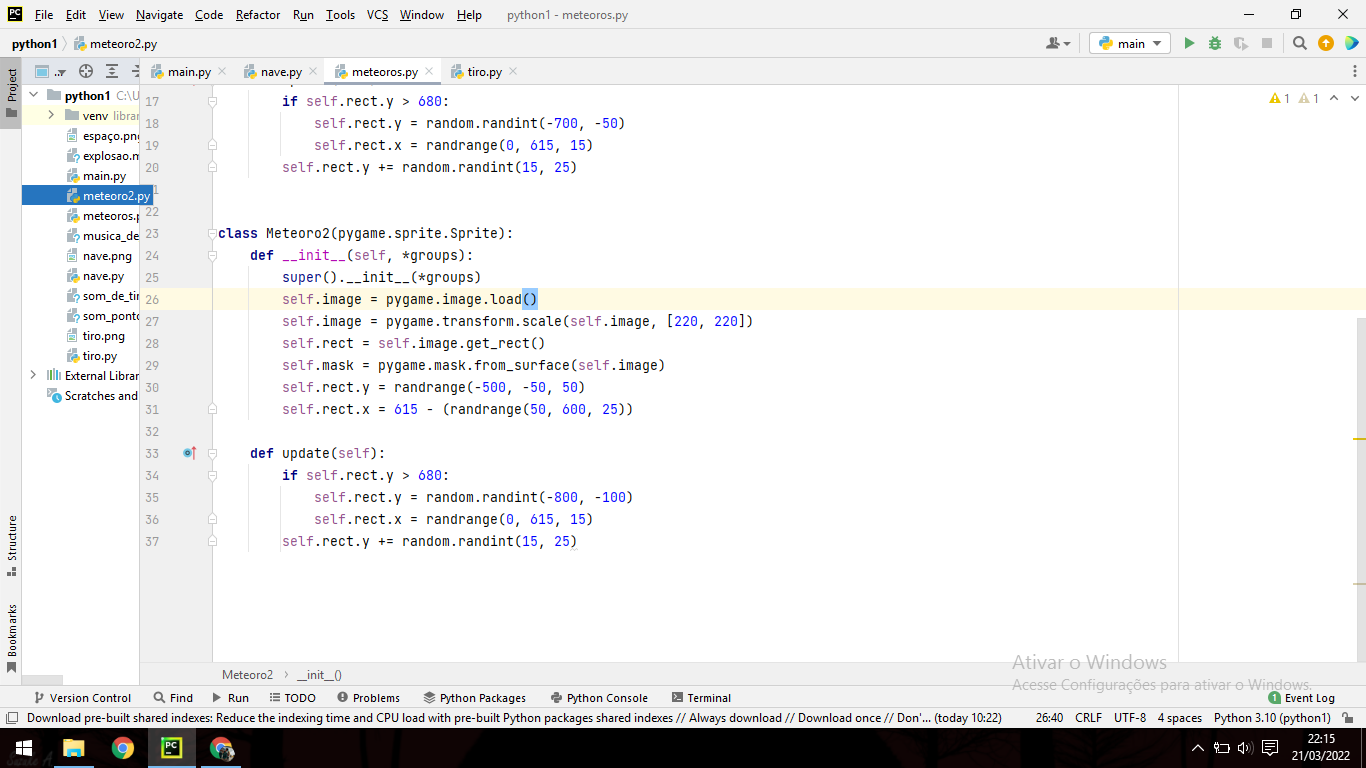 File Edit View Navigate Code Refactor Run Tools VCS Window Help python1 - meteoros.py
python1 meteoro2.py main
Project
main.py nave.py meteoros.py tiro.py
python1 C:\U
venv librar
espaço.png
explosao.m
main.py
meteoro2.py
meteoros.p
musica_de
nave.png
nave.py
som_de_tir
som_ponto
tiro.png
tiro.py
External Librar
Scratches and
Structure
Bookmarks
1 1
17 if self.rect.y > 680:
18 self.rect.y = random.randint(-700, -50)
19 self.rect.x = randrange(0, 615, 15)
20 self.rect.y += random.randint(15, 25)
1
22
23 class Meteoro2(pygame.sprite.Sprite):
24 def __init__(self, *groups):
25 super().__init__(*groups)
26 self.image = pygame.image.load()
27 self.image = pygame.transform.scale(self.image, [220, 220])
28 self.rect = self.image.get_rect()
29 self.mask = pygame.mask.from_surface(self.image)
30 self.rect.y = randrange(-500, -50, 50)
31 self.rect.x = 615 - (randrange(50, 600, 25))
32
33 def update(self):
34 if self.rect.y > 680:
35 self.rect.y = random.randint(-800, -100)
36 self.rect.x = randrange(0, 615, 15)
37 self.rect.y += random.randint(15, 25)
Ativar o Windows
Acesse Configurações para ativar o Windows.
Meteoro2 __init__()
Version Control Find Run TODO Problems Python Packages Python Console Terminal 1 Event Log
Download pre-built shared indexes: Reduce the indexing time and CPU load with pre-built Python packages shared indexes // Always download // Download once // Don'... (today 10:22) 26:40 CRLF UTF-8 4 spaces Python 3.10 (python1)
22:15
21/03/2022